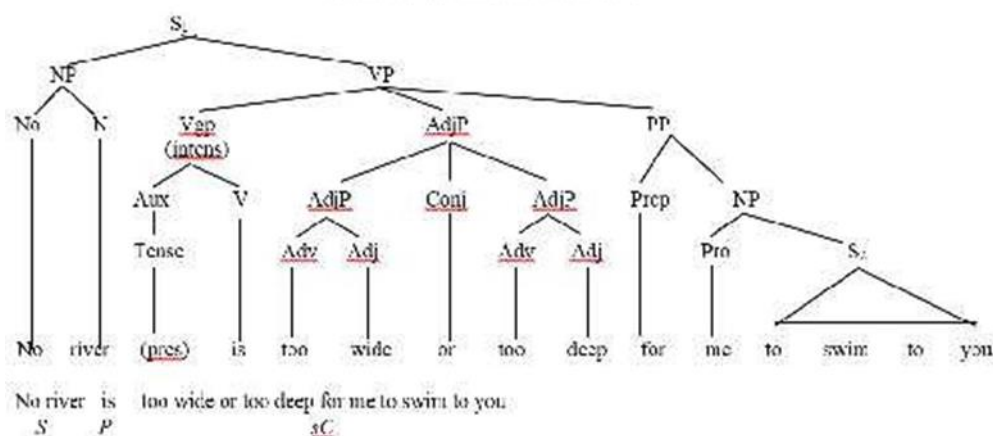 S1
NP VP
No N Vgp AdjP PP
(intens)
Aux V AdjP Conj AdjP Prep NP
Tense Adv Adj Adv Adj Pro S2
No river (pres) is too wide or too deep for me to swim to you
No river is too wide or too deep for me to swim to you
S P sC